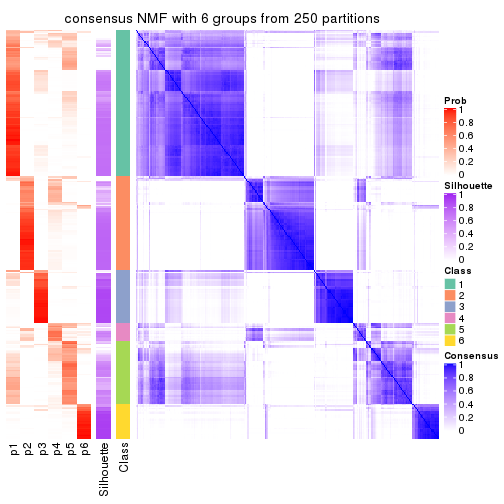 consensus NMF with 6 groups from 250 partitions
Prob
1
0.8
0.6
0.4
0.2
0
Silhouette
1
0.8
0.6
0.4
0.2
0
Class
1
2
3
4
5
6
Consensus
1
0.8
0.6
0.4
0.2
0
p1
p2
p3
p4
p5
p6
Silhouette
Class